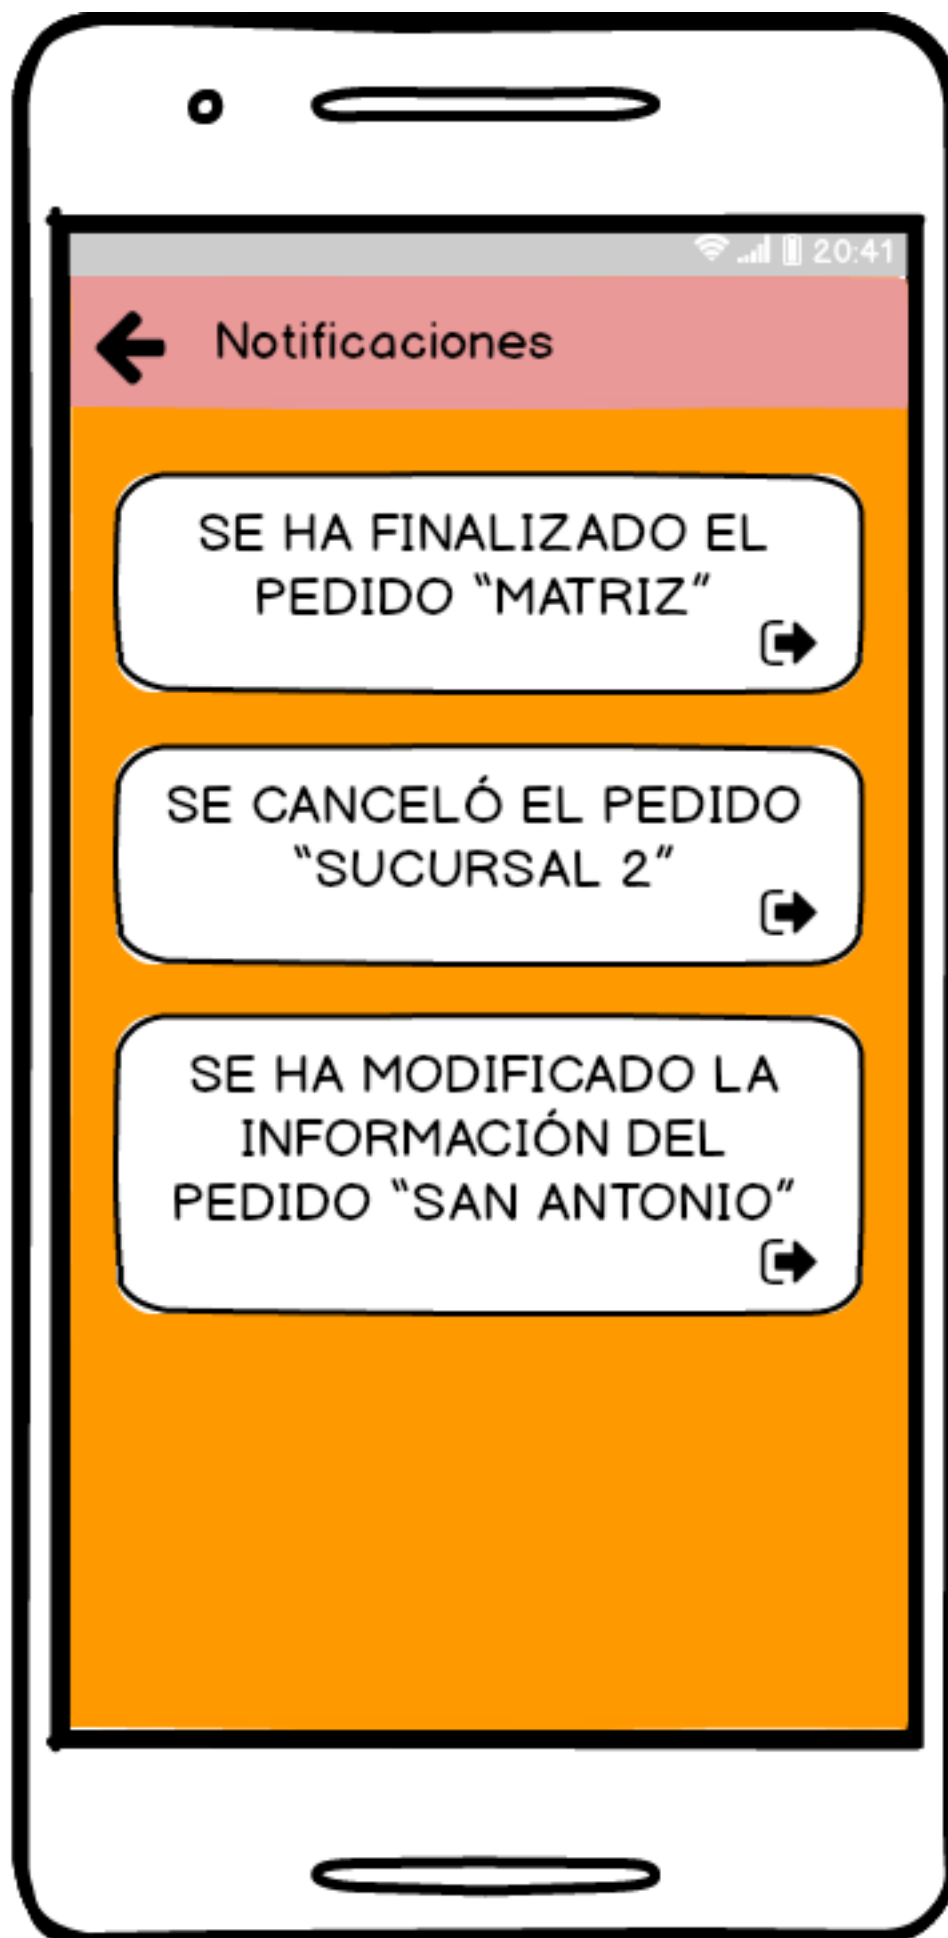 20:41
Notificaciones
SE HA FINALIZADO EL
PEDIDO “MATRIZ”
SE CANCELÓ EL PEDIDO
“SUCURSAL 2”
SE HA MODIFICADO LA
INFORMACIÓN DEL
PEDIDO “SAN ANTONIO”